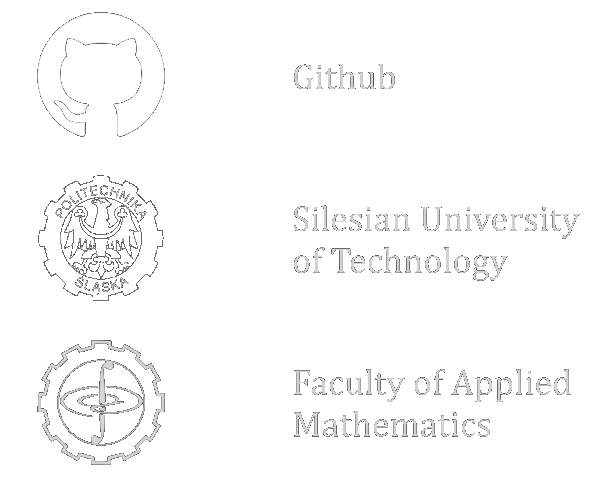 Github
POLITECHNIKA
ŚLĄSKA
Silesian University
of Technology
Faculty of Applied
Mathematics